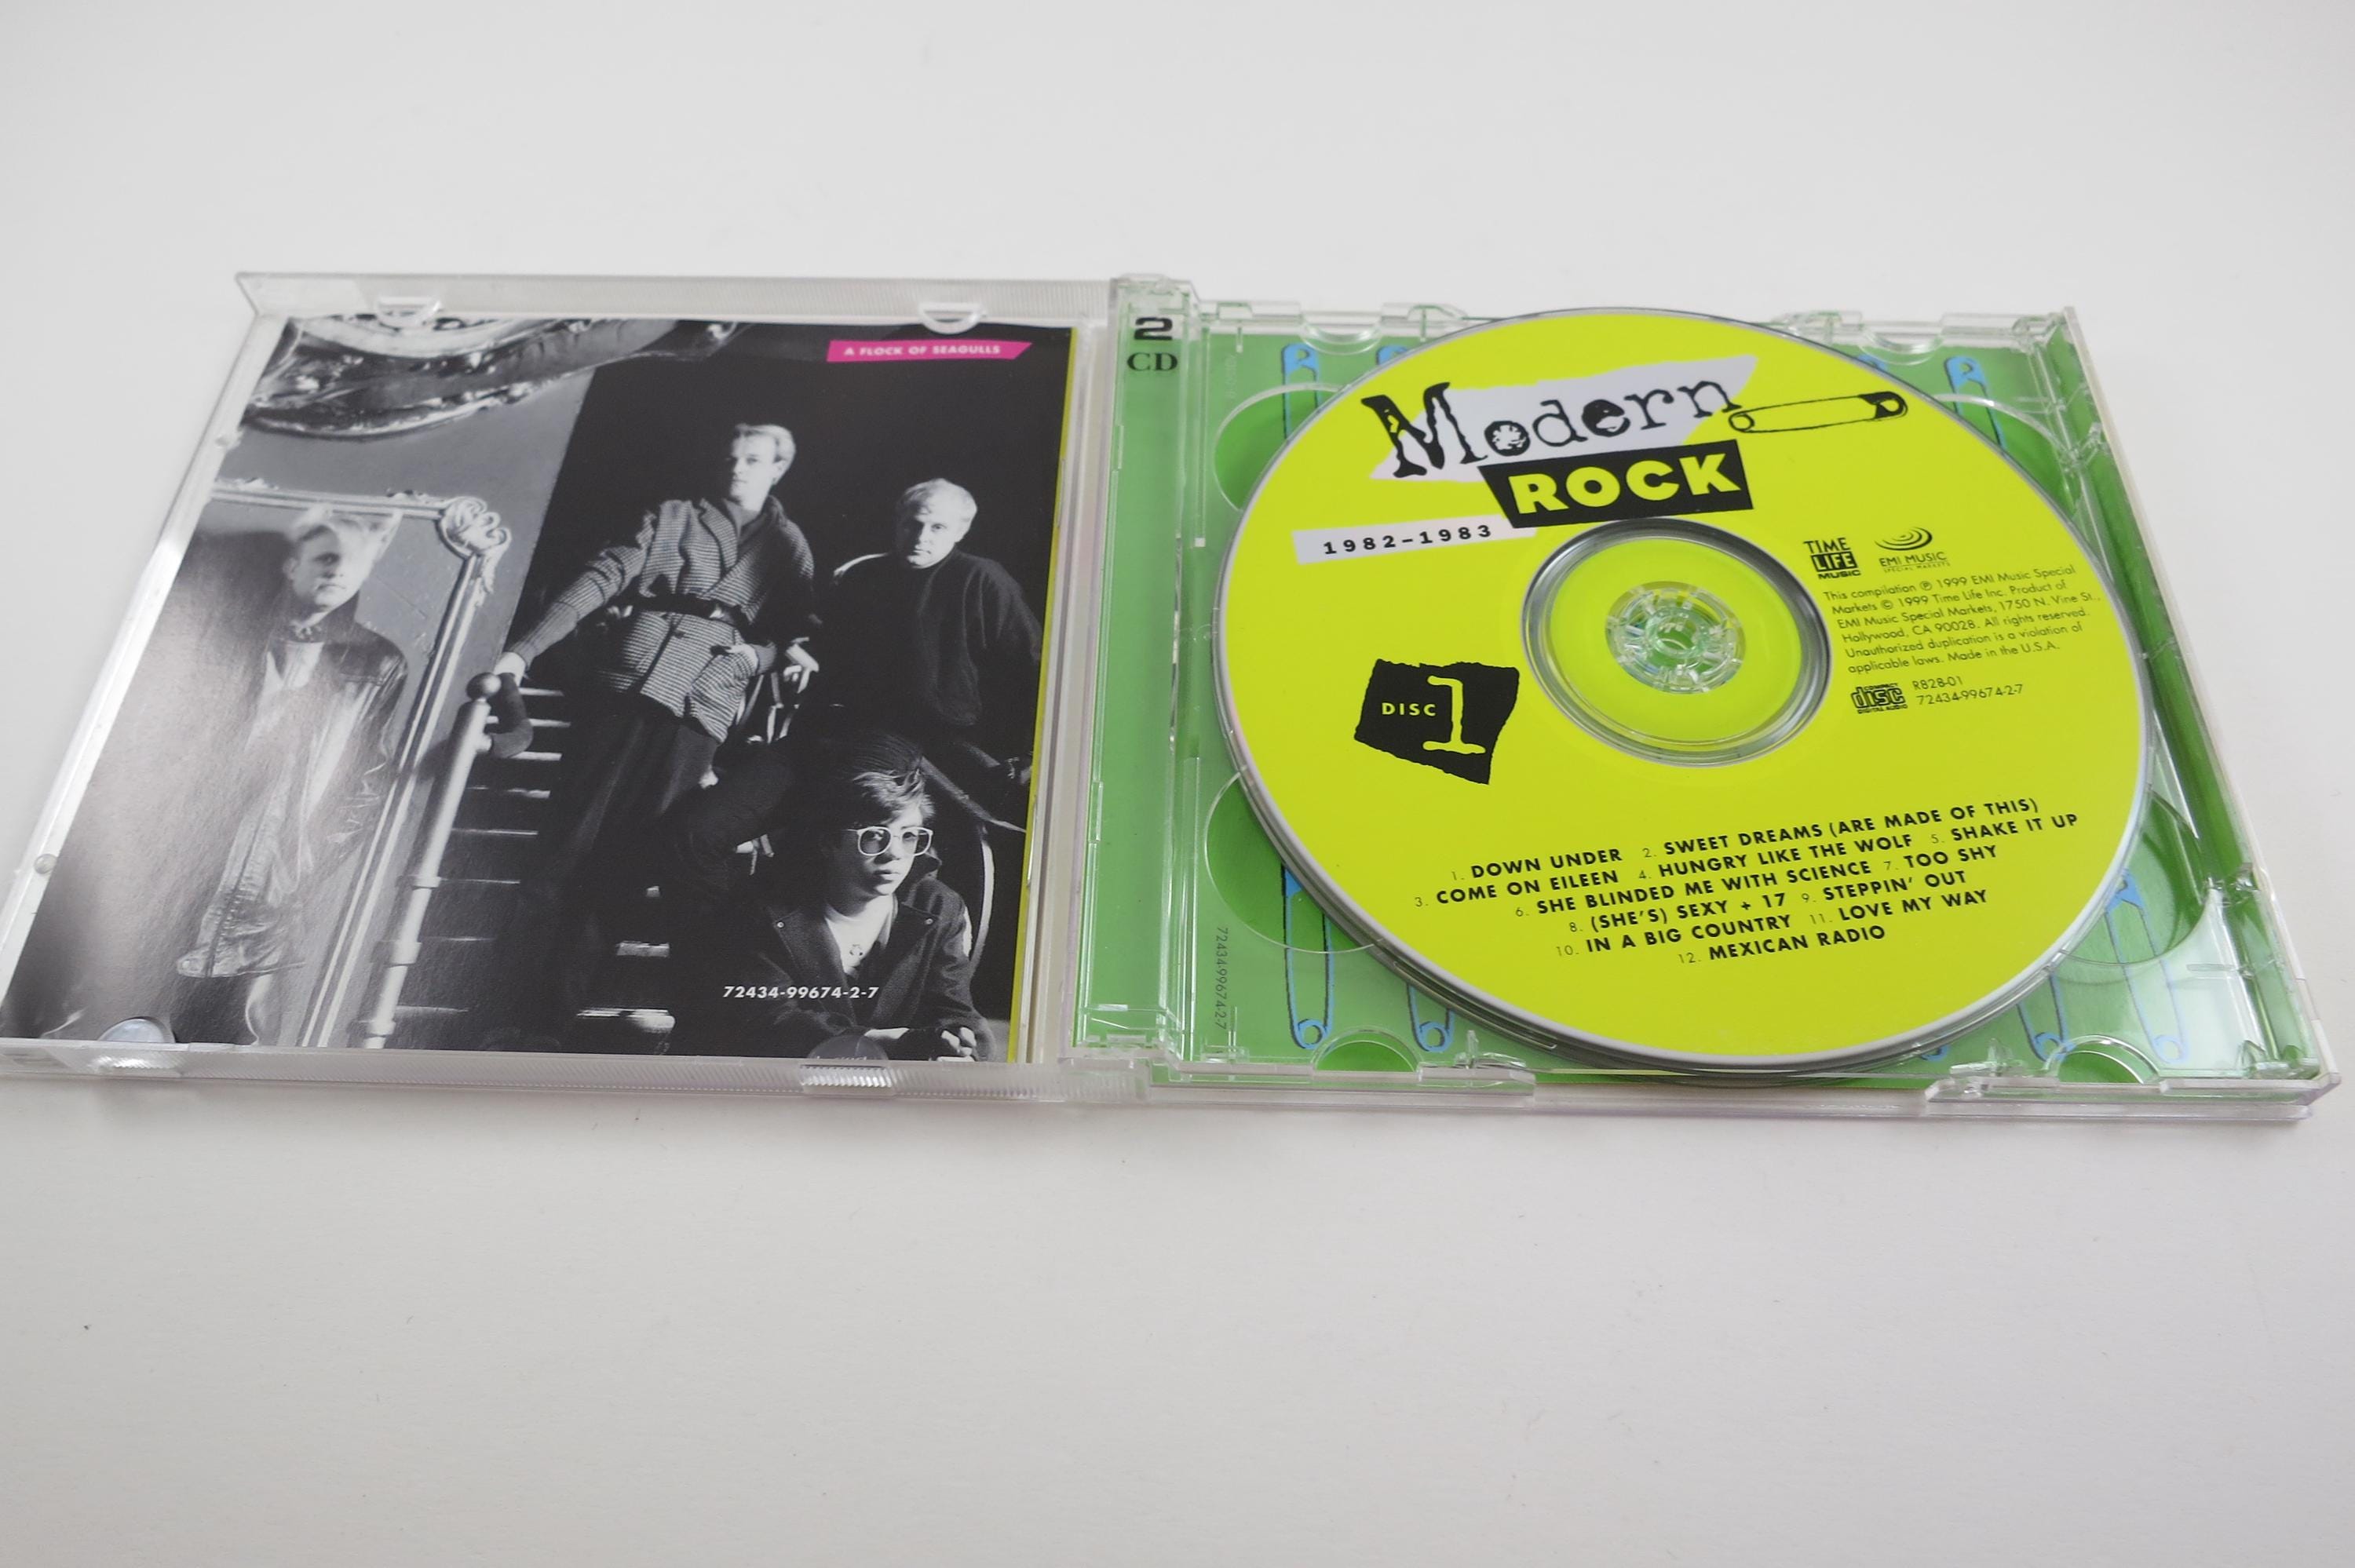 A FLOCK OF SEAGULLS
72434-99674-2-7
2
CD
72434-99674-2-7
Modern
ROCK
1982-1983
TIME
LIFE
MUSIC
EMI MUSIC
SPECIAL MARKETS
This compilation ℗ 1999 EMI Music Special
Markets © 1999 Time Life Inc. Product of
EMI Music Special Markets, 1750 N. Vine St.,
Hollywood, CA 90028. All rights reserved.
Unauthorized duplication is a violation of
applicable laws. Made in the U.S.A.
COMPACT
disc
DIGITAL AUDIO
R828-01
72434-99674-2-7
DISC 1
1. DOWN UNDER 2. SWEET DREAMS (ARE MADE OF THIS)
3. COME ON EILEEN 4. HUNGRY LIKE THE WOLF 5. SHAKE IT UP
6. SHE BLINDED ME WITH SCIENCE 7. TOO SHY
8. (SHE'S) SEXY + 17 9. STEPPIN' OUT
10. IN A BIG COUNTRY 11. LOVE MY WAY
12. MEXICAN RADIO